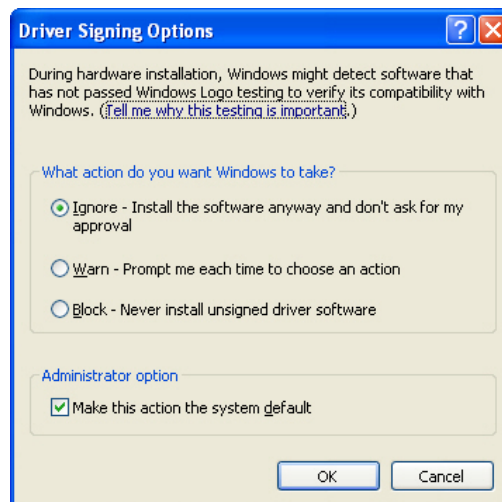 Driver Signing Options
During hardware installation, Windows might detect software that
has not passed Windows Logo testing to verify its compatibility with
Windows. (Tell me why this testing is important.)
What action do you want Windows to take?
Ignore - Install the software anyway and don't ask for my
approval
Warn - Prompt me each time to choose an action
Block - Never install unsigned driver software
Administrator option
Make this action the system default
OK
Cancel